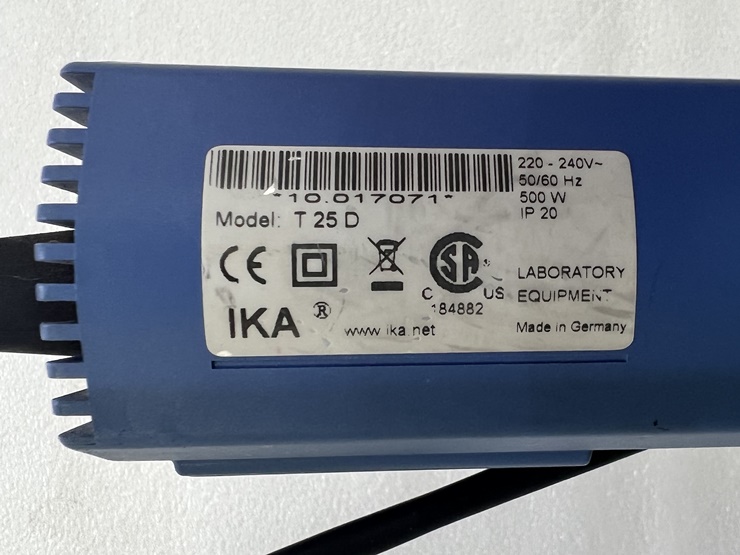 *10.017071*
220 - 240V~
50/60 Hz
500 W
IP 20
Model: T 25 D
CE
SA
C US
184882
LABORATORY
EQUIPMENT
IKA ®
www.ika.net
Made in Germany